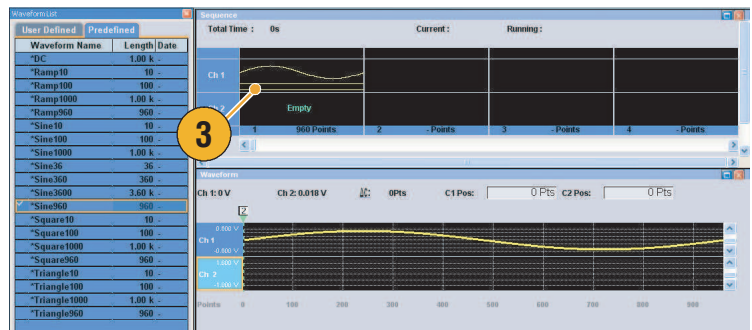 Waveform List
User Defined Predefined
Waveform Name Length Date
*DC 1.00 k -
*Ramp10 10 -
*Ramp100 100 -
*Ramp1000 1.00 k -
*Ramp960 960 -
*Sine10 10 -
*Sine100 100 -
*Sine1000 1.00 k -
*Sine36 36 -
*Sine360 360 -
*Sine3600 3.60 k -
*Sine960 960 -
*Square10 10 -
*Square100 100 -
*Square1000 1.00 k -
*Square960 960 -
*Triangle10 10 -
*Triangle100 100 -
*Triangle1000 1.00 k -
*Triangle960 960 -
Sequence
Total Time : 0s Current : Running :
Ch 1
3
Ch 2 Empty
1 960 Points 2 - Points 3 - Points 4 - Points
Waveform
Ch 1: 0 V Ch 2: 0.018 V Δ: 0Pts C1 Pos: 0 Pts C2 Pos: 0 Pts
2
0.800 V
Ch 1
-0.800 V
1.000 V
Ch 2
-1.000 V
Points 0 100 200 300 400 500 600 700 800 900